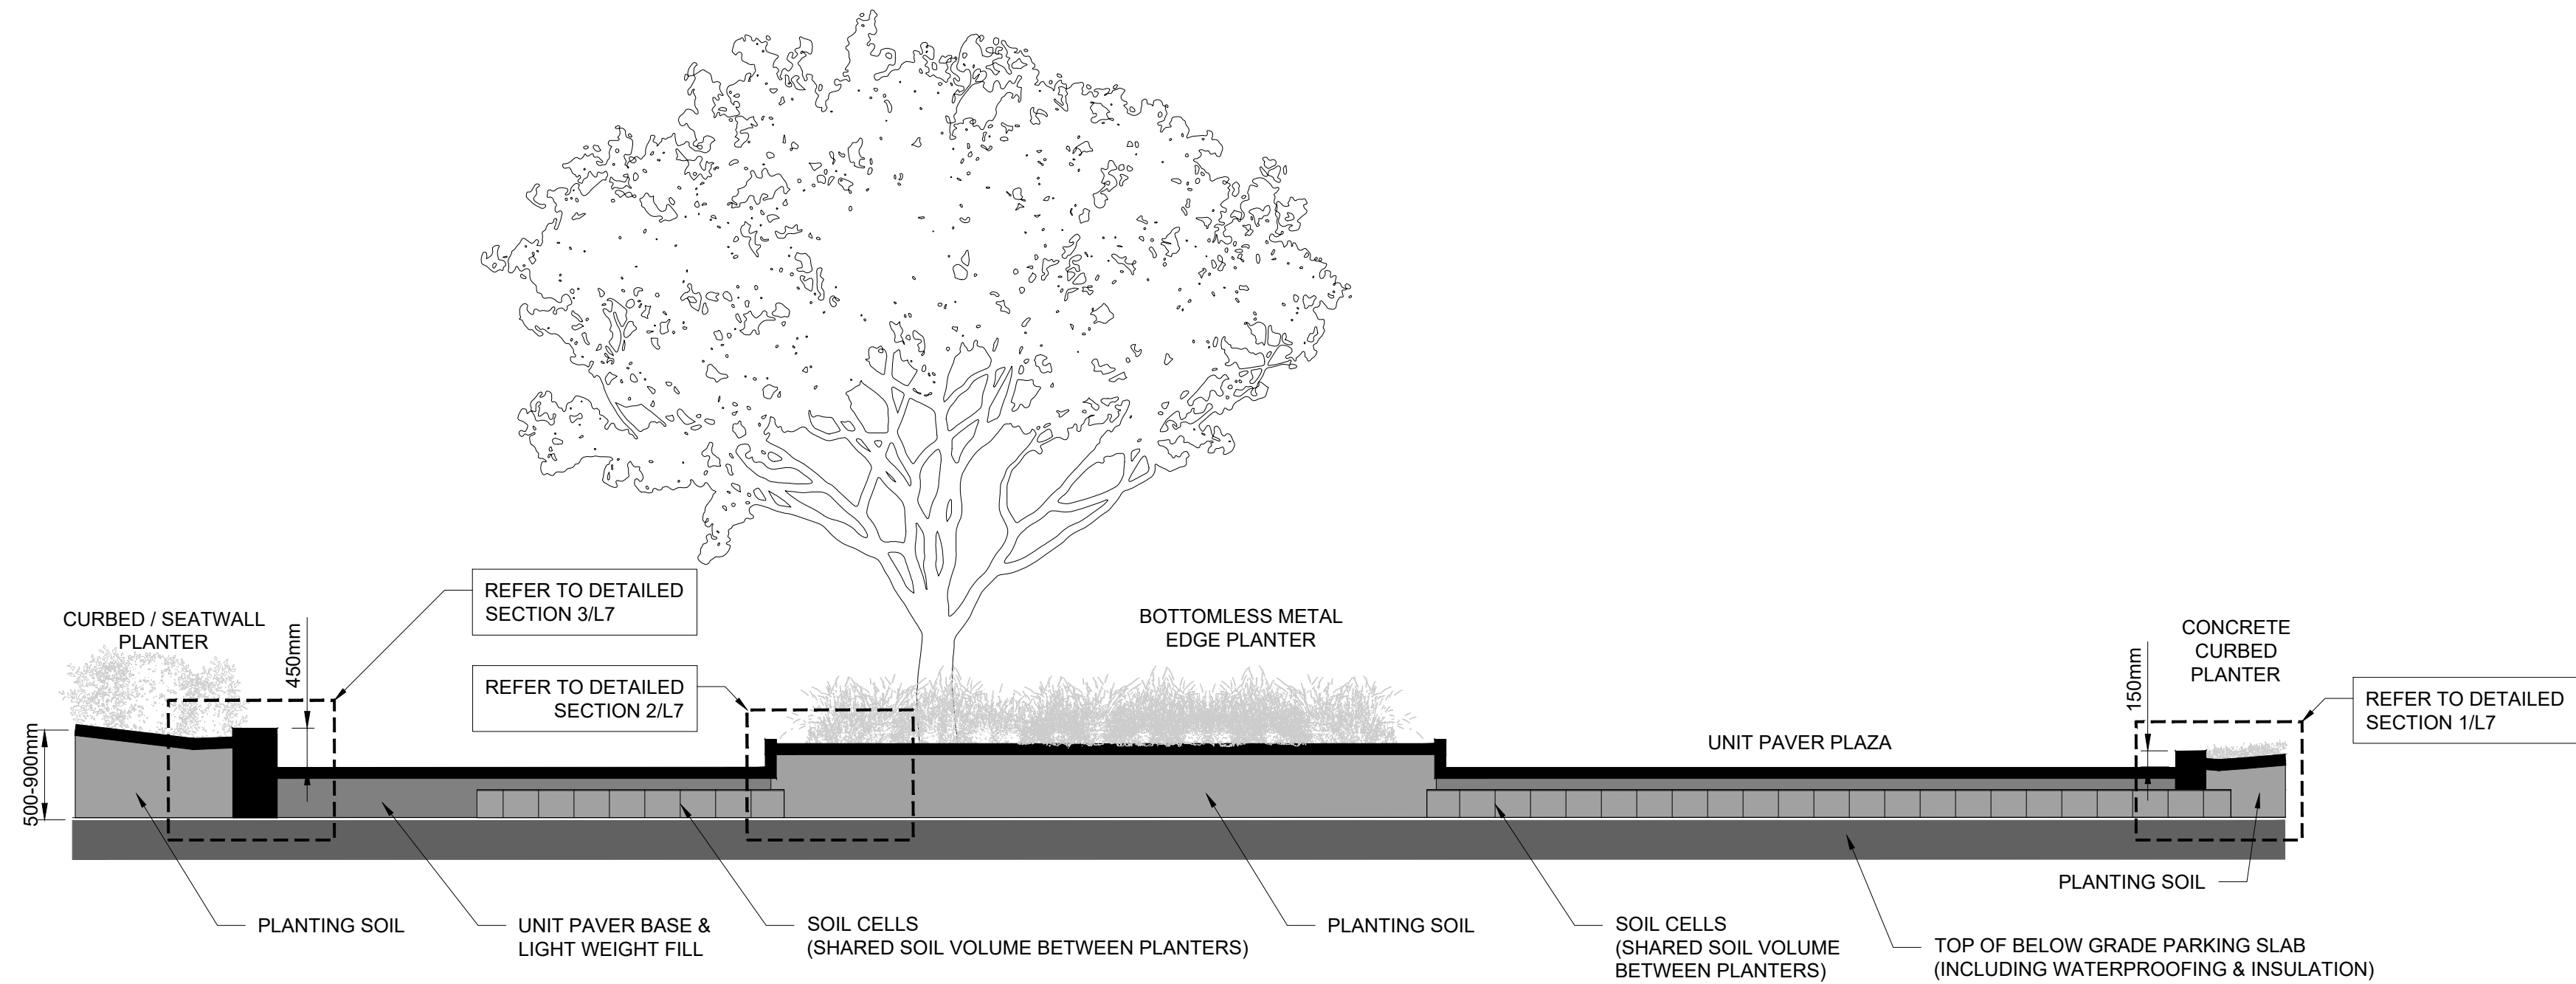 REFER TO DETAILED
SECTION 3/L7
CURBED / SEATWALL
PLANTER
450mm
BOTTOMLESS METAL
EDGE PLANTER
CONCRETE
CURBED
PLANTER
150mm
REFER TO DETAILED
SECTION 2/L7
REFER TO DETAILED
SECTION 1/L7
500-900mm
UNIT PAVER PLAZA
PLANTING SOIL
PLANTING SOIL
UNIT PAVER BASE &
LIGHT WEIGHT FILL
SOIL CELLS
(SHARED SOIL VOLUME BETWEEN PLANTERS)
PLANTING SOIL
SOIL CELLS
(SHARED SOIL VOLUME
BETWEEN PLANTERS)
TOP OF BELOW GRADE PARKING SLAB
(INCLUDING WATERPROOFING & INSULATION)